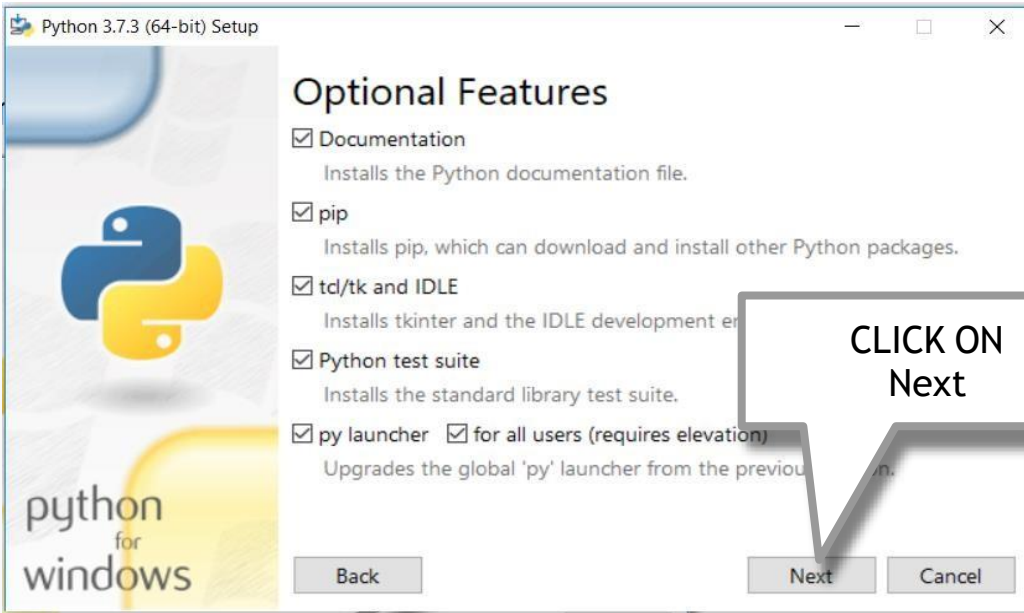 Python 3.7.3 (64-bit) Setup
Optional Features
Documentation
Installs the Python documentation file.
pip
Installs pip, which can download and install other Python packages.
tcl/tk and IDLE
Installs tkinter and the IDLE development
Python test suite
Installs the standard library test suite.
py launcher for all users (requires elevation)
Upgrades the global 'py' launcher from the
CLICK ON
Next
python
for
windows
Back
Next
Cancel